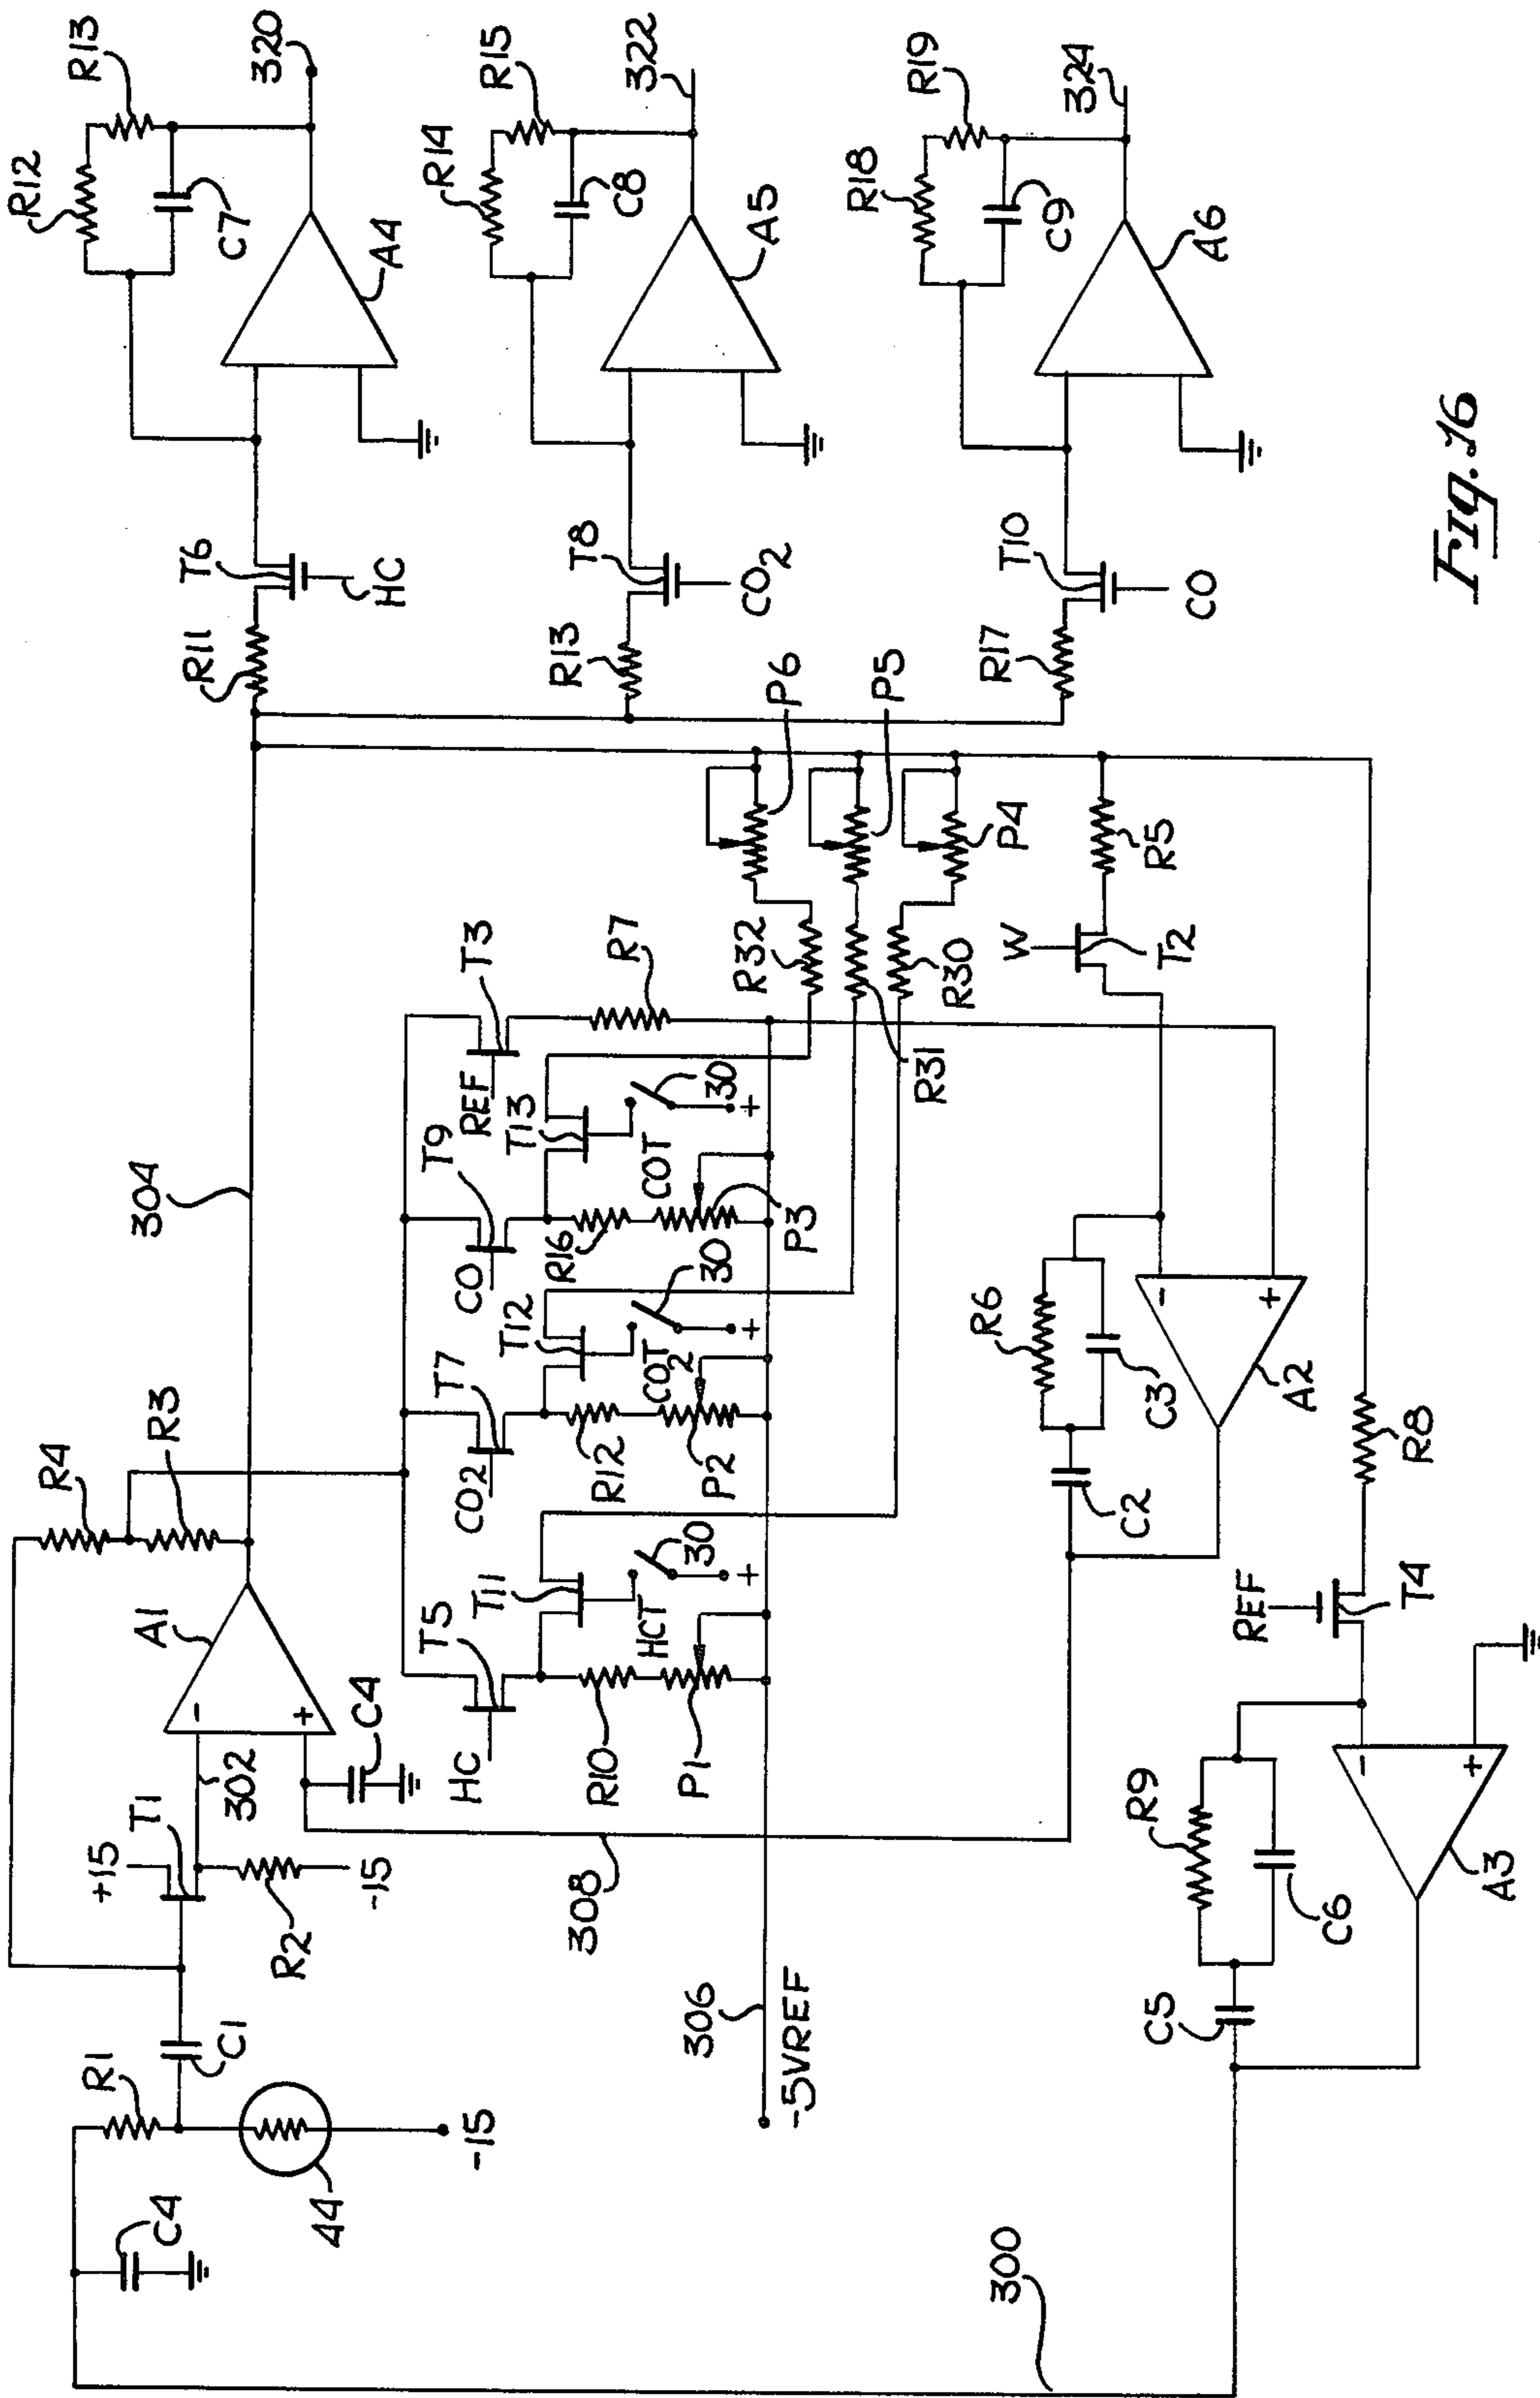 R12
R13
320
C7
A4
T6
HC
R11
R14
R15
322
C8
A5
T8
CO2
R13
R18
R19
324
C9
A6
T10
CO
R17
304
R4
R3
A1
-
+
302
C4
+15
T1
R2
-15
R1
C1
44
-15
C4
T3
R7
REF
T9
CO
T13
30
+
COT
R16
P3
T7
CO2
T12
30
+
CO2T
R12
P2
T5
HC
T11
30
+
HCT
R10
P1
P6
P5
P4
R32
R31
R30
R5
W
T2
308
306
-5VREF
R6
C3
C2
-
+
A2
R8
REF
T4
R9
C6
C5
-
+
A3
300
Fig. 16